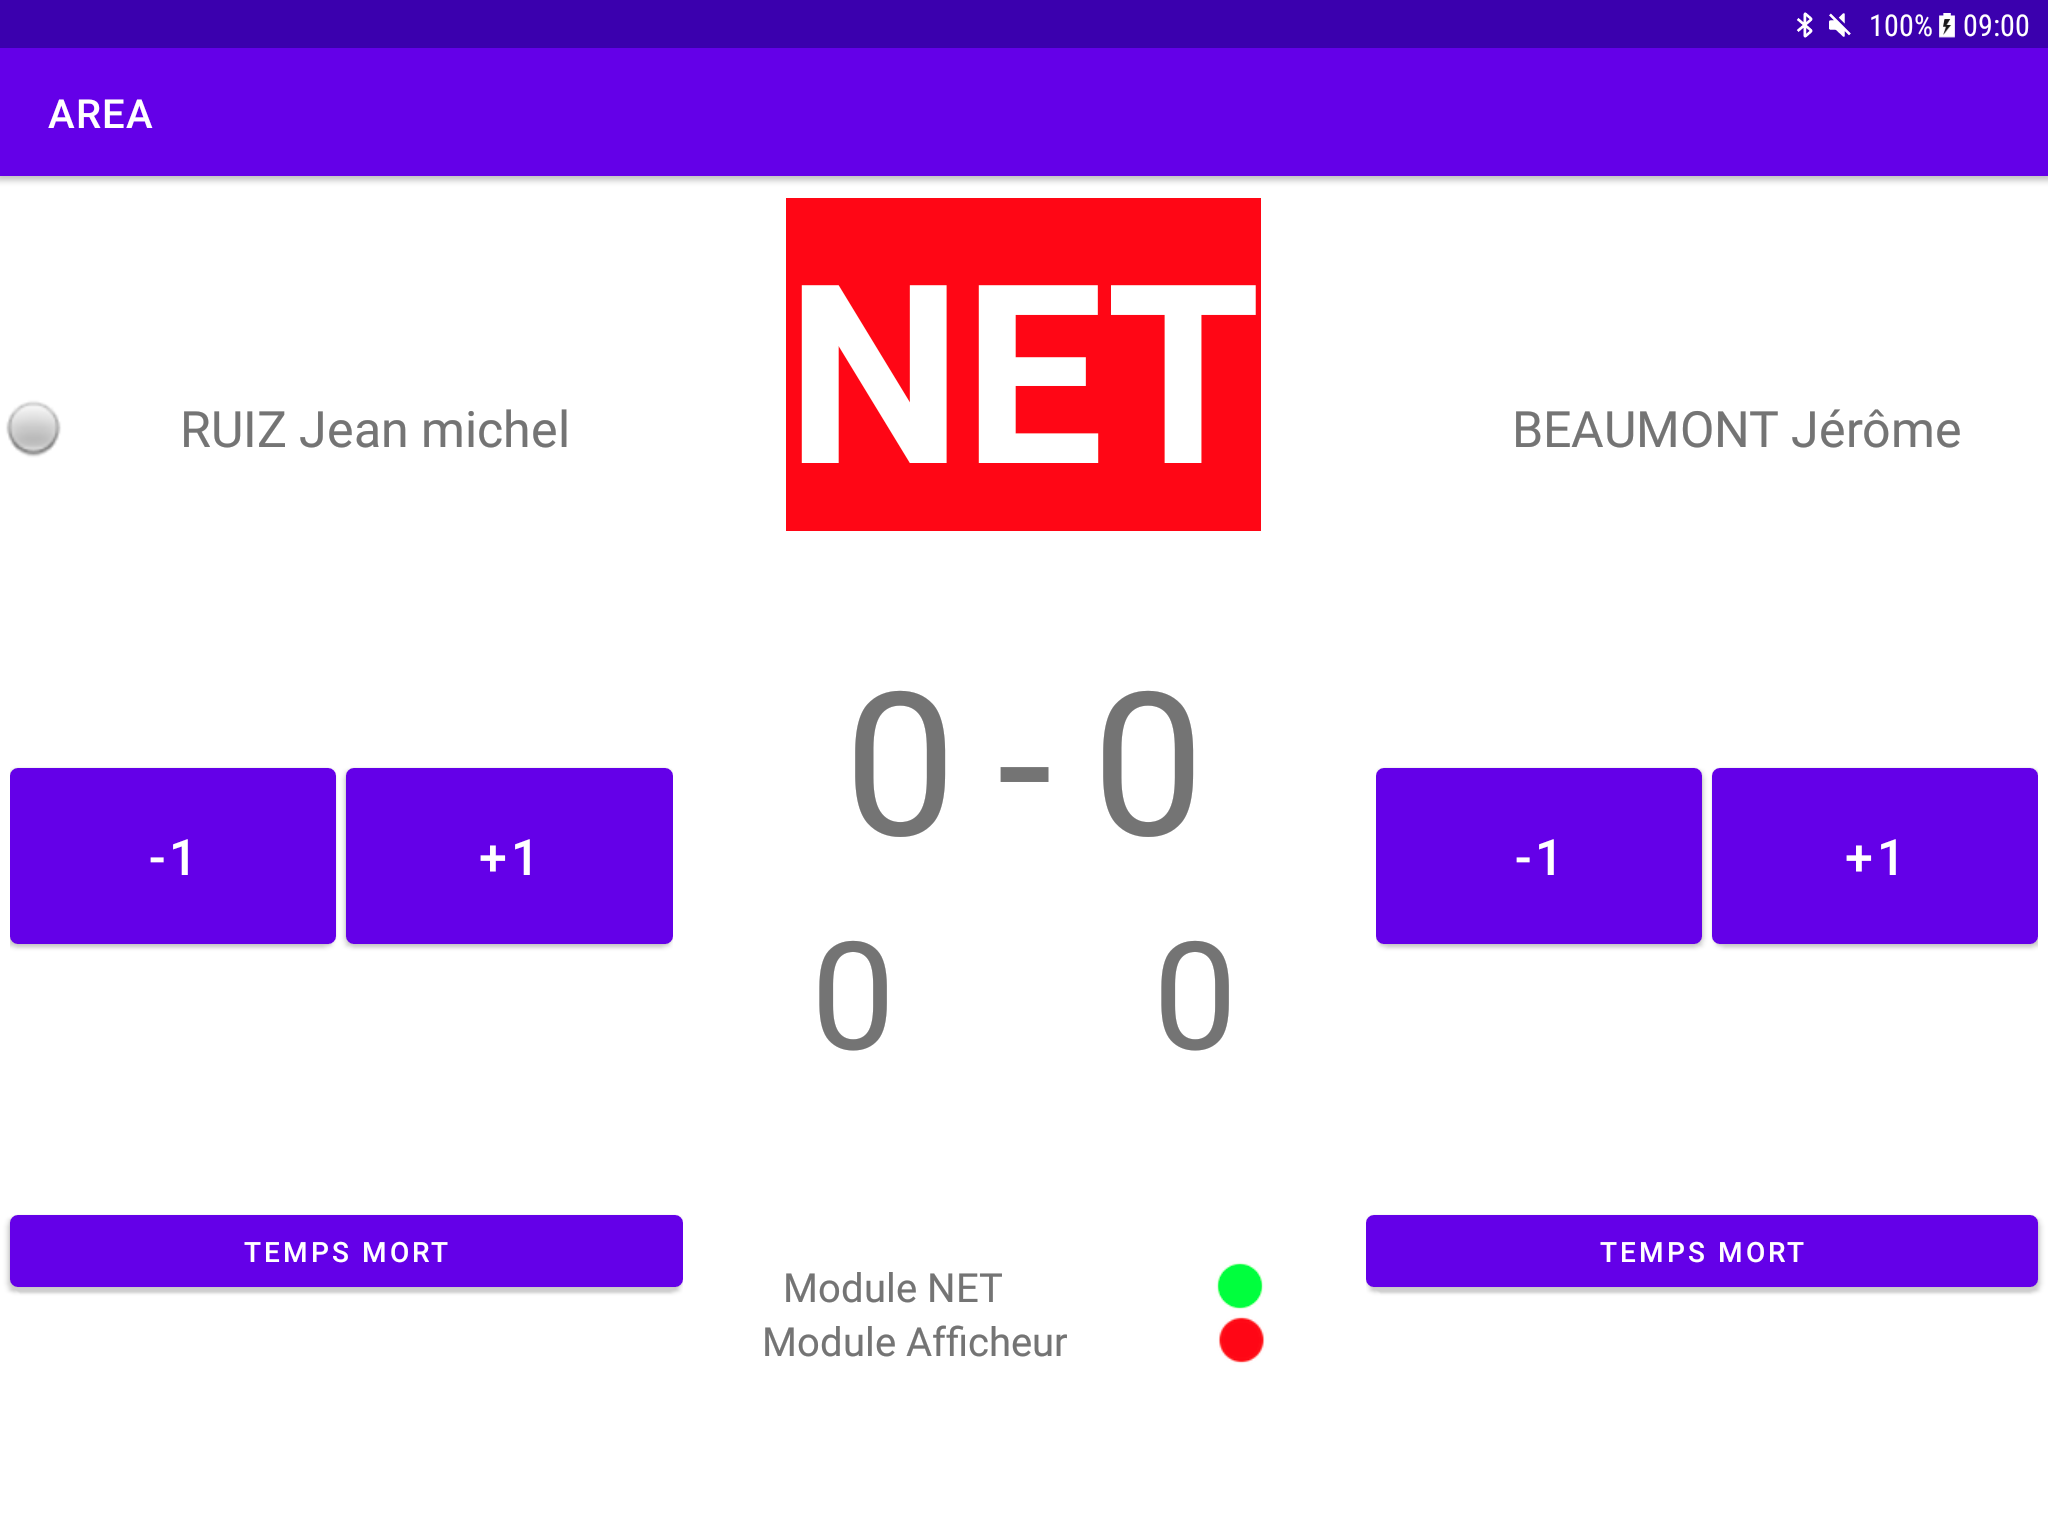 100% 09:00
AREA
NET
RUIZ Jean michel
BEAUMONT Jérôme
0 - 0
-1
+1
-1
+1
0 0
TEMPS MORT
TEMPS MORT
Module NET
Module Afficheur